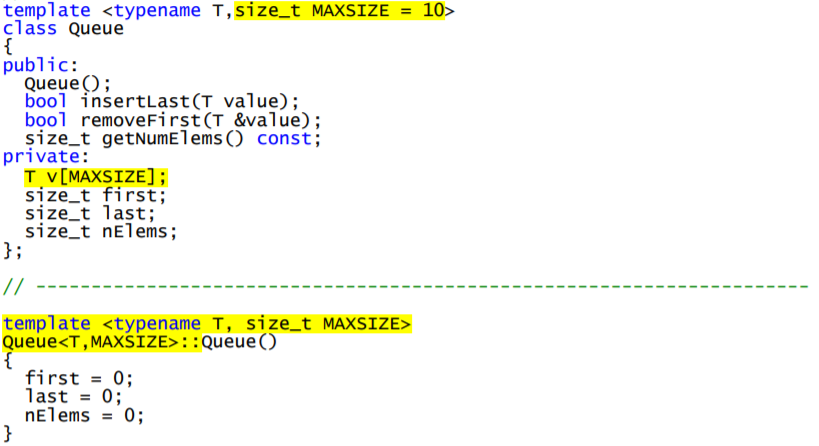 template <typename T,size_t MAXSIZE = 10>
class Queue
{
public:
  Queue();
  bool insertLast(T value);
  bool removeFirst(T &value);
  size_t getNumElems() const;
private:
  T v[MAXSIZE];
  size_t first;
  size_t last;
  size_t nElems;
};
// ----------------------------------------------------------------------
template <typename T, size_t MAXSIZE>
Queue<T,MAXSIZE>::Queue()
{
  first = 0;
  last = 0;
  nElems = 0;
}